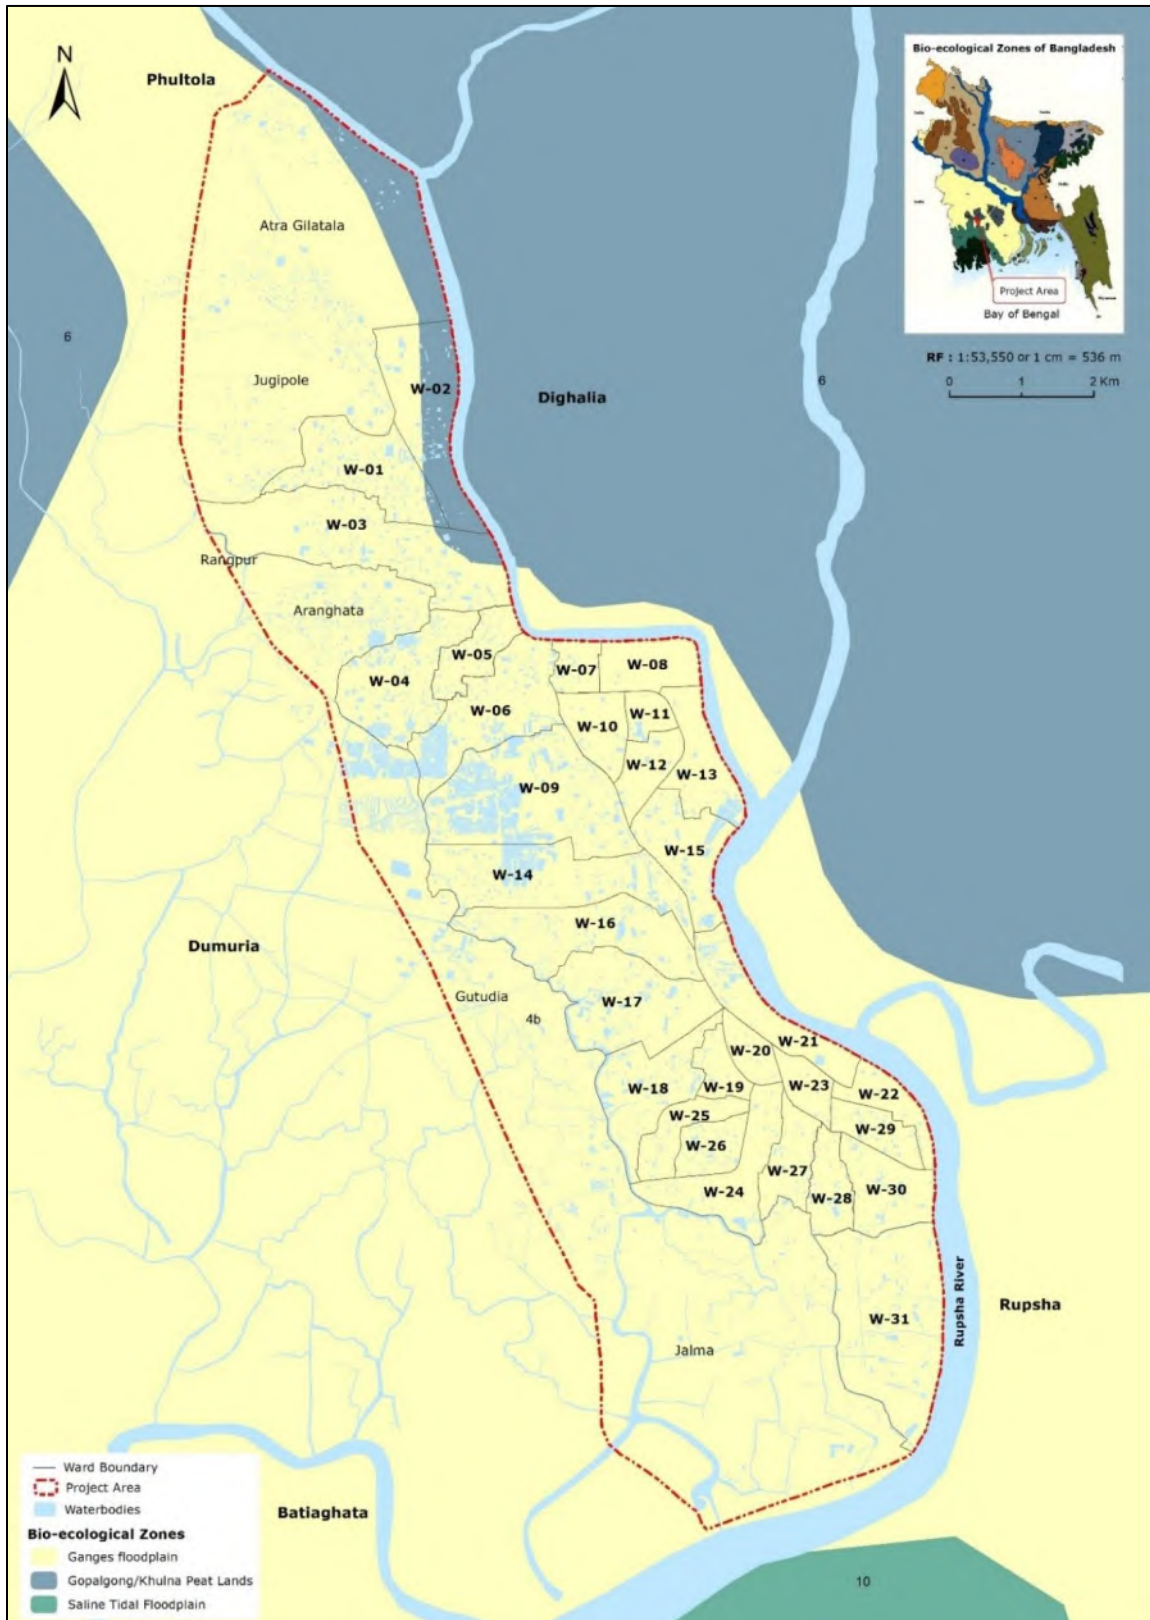 N
Phultola
Bio-ecological Zones of Bangladesh
Project Area
Bay of Bengal
RF : 1:53,550 or 1 cm = 536 m
0 1 2 Km
Atra Gilatala
6
Jugipole
W-02
Dighalia
6
W-01
W-03
Rangpur
Aranghata
W-05
W-07
W-08
W-04
W-06
W-10
W-11
W-12
W-13
W-09
W-15
W-14
W-16
Dumuria
Gutudia
4b
W-17
W-21
W-20
W-18
W-19
W-23
W-22
W-25
W-29
W-26
W-27
W-24
W-28
W-30
Rupsha River
Rupsha
W-31
Jalma
Ward Boundary
Project Area
Waterbodies
Batiaghata
Bio-ecological Zones
Ganges floodplain
Gopalgong/Khulna Peat Lands
Saline Tidal Floodplain
10